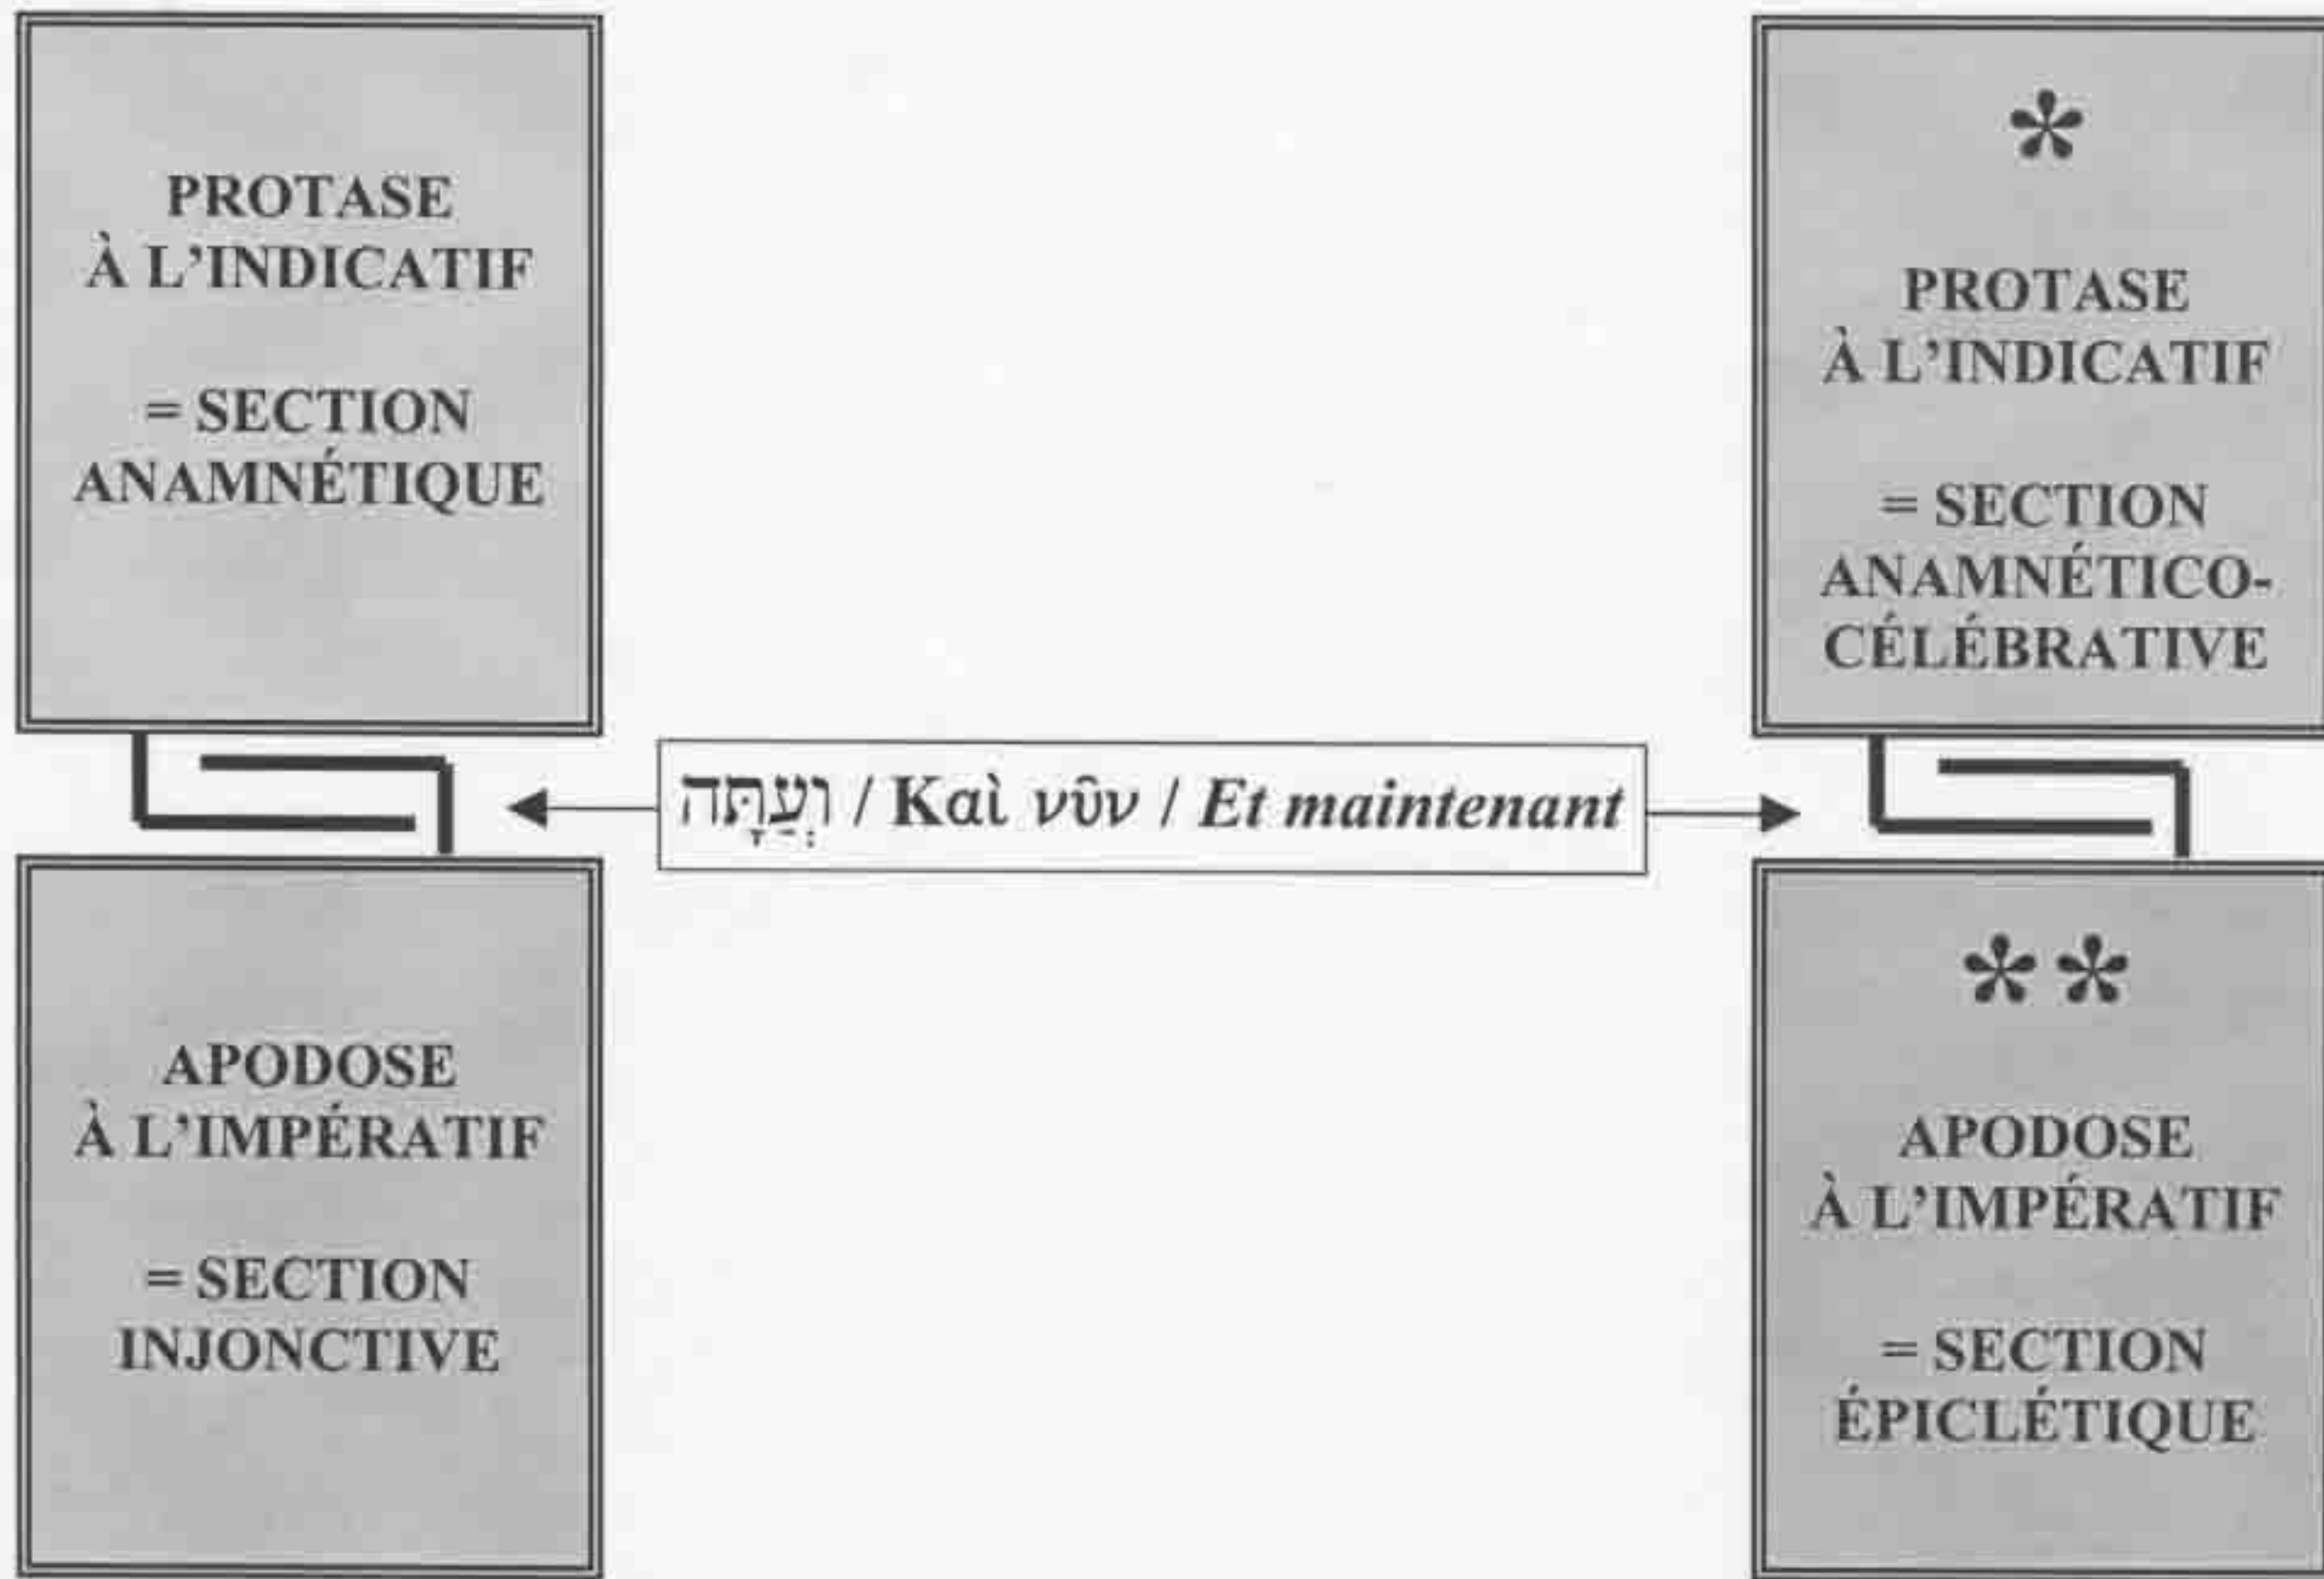 PROTASE
À L’INDICATIF
= SECTION
ANAMNÉTIQUE
*
PROTASE
À L’INDICATIF
= SECTION
ANAMNÉTICO-
CÉLÉBRATIVE
וְעַתָּה / Καὶ νῦν / Et maintenant
APODOSE
À L’IMPÉRATIF
= SECTION
INJONCTIVE
* *
APODOSE
À L’IMPÉRATIF
= SECTION
ÉPICLÉTIQUE